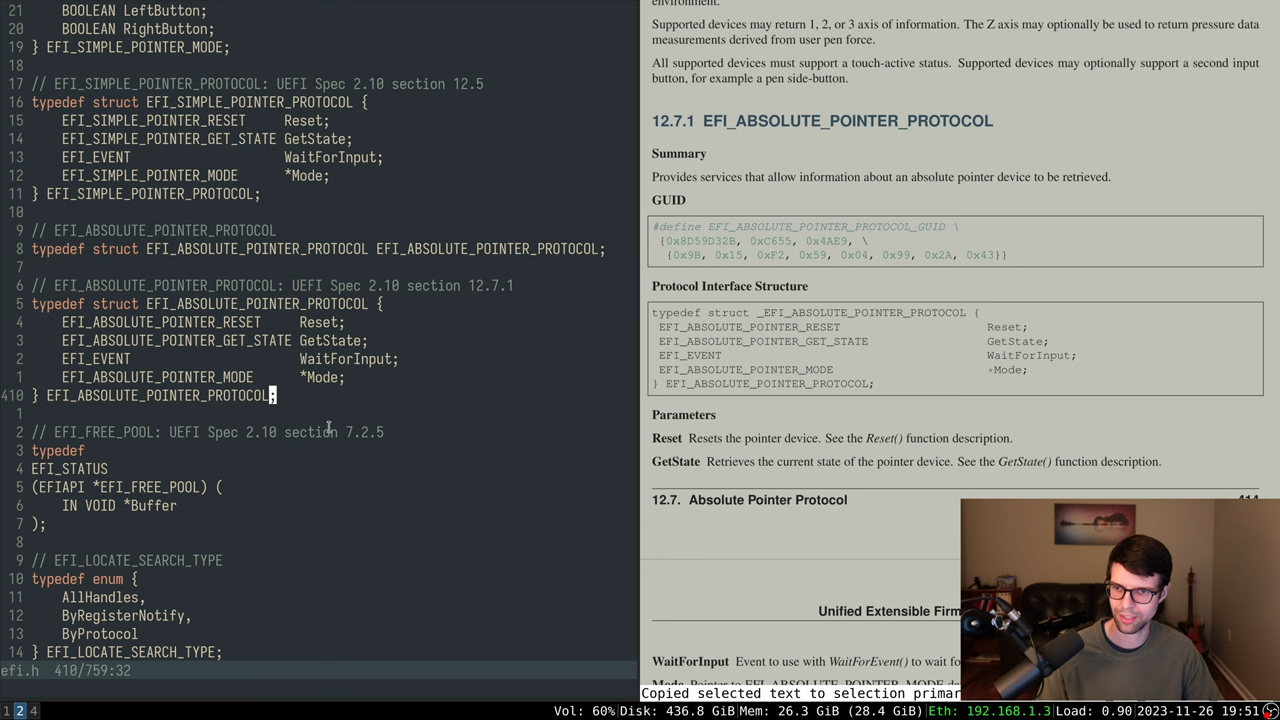 21 BOOLEAN LeftButton;
20 BOOLEAN RightButton;
19 } EFI_SIMPLE_POINTER_MODE;
18
17 // EFI_SIMPLE_POINTER_PROTOCOL: UEFI Spec 2.10 section 12.5
16 typedef struct EFI_SIMPLE_POINTER_PROTOCOL {
15 EFI_SIMPLE_POINTER_RESET Reset;
14 EFI_SIMPLE_POINTER_GET_STATE GetState;
13 EFI_EVENT WaitForInput;
12 EFI_SIMPLE_POINTER_MODE *Mode;
11 } EFI_SIMPLE_POINTER_PROTOCOL;
10
9 // EFI_ABSOLUTE_POINTER_PROTOCOL
8 typedef struct EFI_ABSOLUTE_POINTER_PROTOCOL EFI_ABSOLUTE_POINTER_PROTOCOL;
7
6 // EFI_ABSOLUTE_POINTER_PROTOCOL: UEFI Spec 2.10 section 12.7.1
5 typedef struct EFI_ABSOLUTE_POINTER_PROTOCOL {
4 EFI_ABSOLUTE_POINTER_RESET Reset;
3 EFI_ABSOLUTE_POINTER_GET_STATE GetState;
2 EFI_EVENT WaitForInput;
1 EFI_ABSOLUTE_POINTER_MODE *Mode;
410 } EFI_ABSOLUTE_POINTER_PROTOCOL;
1
2 // EFI_FREE_POOL: UEFI Spec 2.10 section 7.2.5
3 typedef
4 EFI_STATUS
5 (EFIAPI *EFI_FREE_POOL) (
6 IN VOID *Buffer
7 );
8
9 // EFI_LOCATE_SEARCH_TYPE
10 typedef enum {
11 AllHandles,
12 ByRegisterNotify,
13 ByProtocol
14 } EFI_LOCATE_SEARCH_TYPE;
efi.h 410/759:32
environment.
Supported devices may return 1, 2, or 3 axis of information. The Z axis may optionally be used to return pressure data
measurements derived from user pen force.
All supported devices must support a touch-active status. Supported devices may optionally support a second input
button, for example a pen side-button.
12.7.1 EFI_ABSOLUTE_POINTER_PROTOCOL
Summary
Provides services that allow information about an absolute pointer device to be retrieved.
GUID
#define EFI_ABSOLUTE_POINTER_PROTOCOL_GUID \
{0x8D59D32B, 0xC655, 0x4AE9, \
{0x9B, 0x15, 0xF2, 0x59, 0x04, 0x99, 0x2A, 0x43}}
Protocol Interface Structure
typedef struct _EFI_ABSOLUTE_POINTER_PROTOCOL {
EFI_ABSOLUTE_POINTER_RESET Reset;
EFI_ABSOLUTE_POINTER_GET_STATE GetState;
EFI_EVENT WaitForInput;
EFI_ABSOLUTE_POINTER_MODE *Mode;
} EFI_ABSOLUTE_POINTER_PROTOCOL;
Parameters
Reset Resets the pointer device. See the Reset() function description.
GetState Retrieves the current state of the pointer device. See the GetState() function description.
12.7. Absolute Pointer Protocol
Unified Extensible Firm
WaitForInput Event to use with WaitForEvent() to wait fo
Copied selected text to selection primar
1 2 4 Vol: 60% Disk: 436.8 GiB Mem: 26.3 GiB (28.4 GiB) Eth: 192.168.1.3 Load: 0.90 2023-11-26 19:51